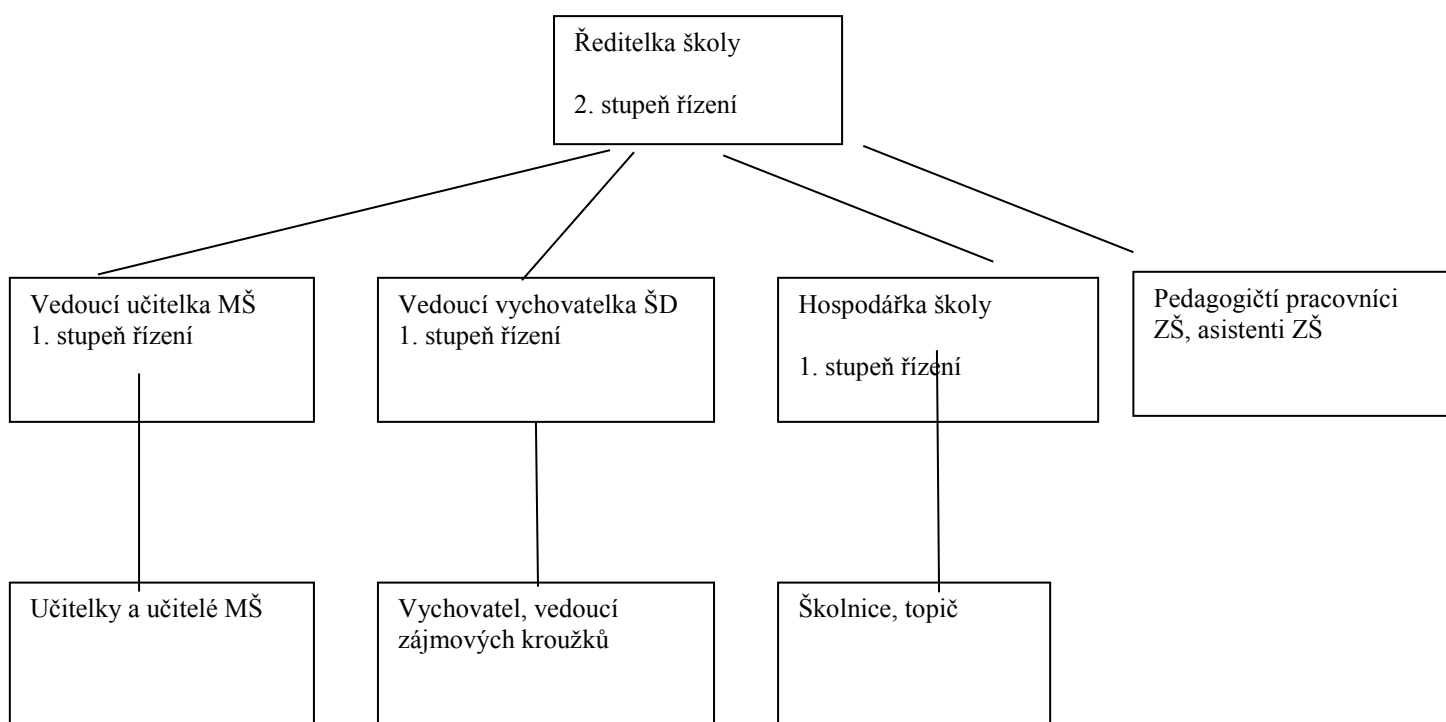 Ředitelka školy
2. stupeň řízení
Vedoucí učitelka MŠ
1. stupeň řízení
Vedoucí vychovatelka ŠD
1. stupeň řízení
Hospodářka školy
1. stupeň řízení
Pedagogičtí pracovníci
ZŠ, asistenti ZŠ
Učitelky a učitelé MŠ
Vychovatel, vedoucí
zájmových kroužků
Školnice, topič